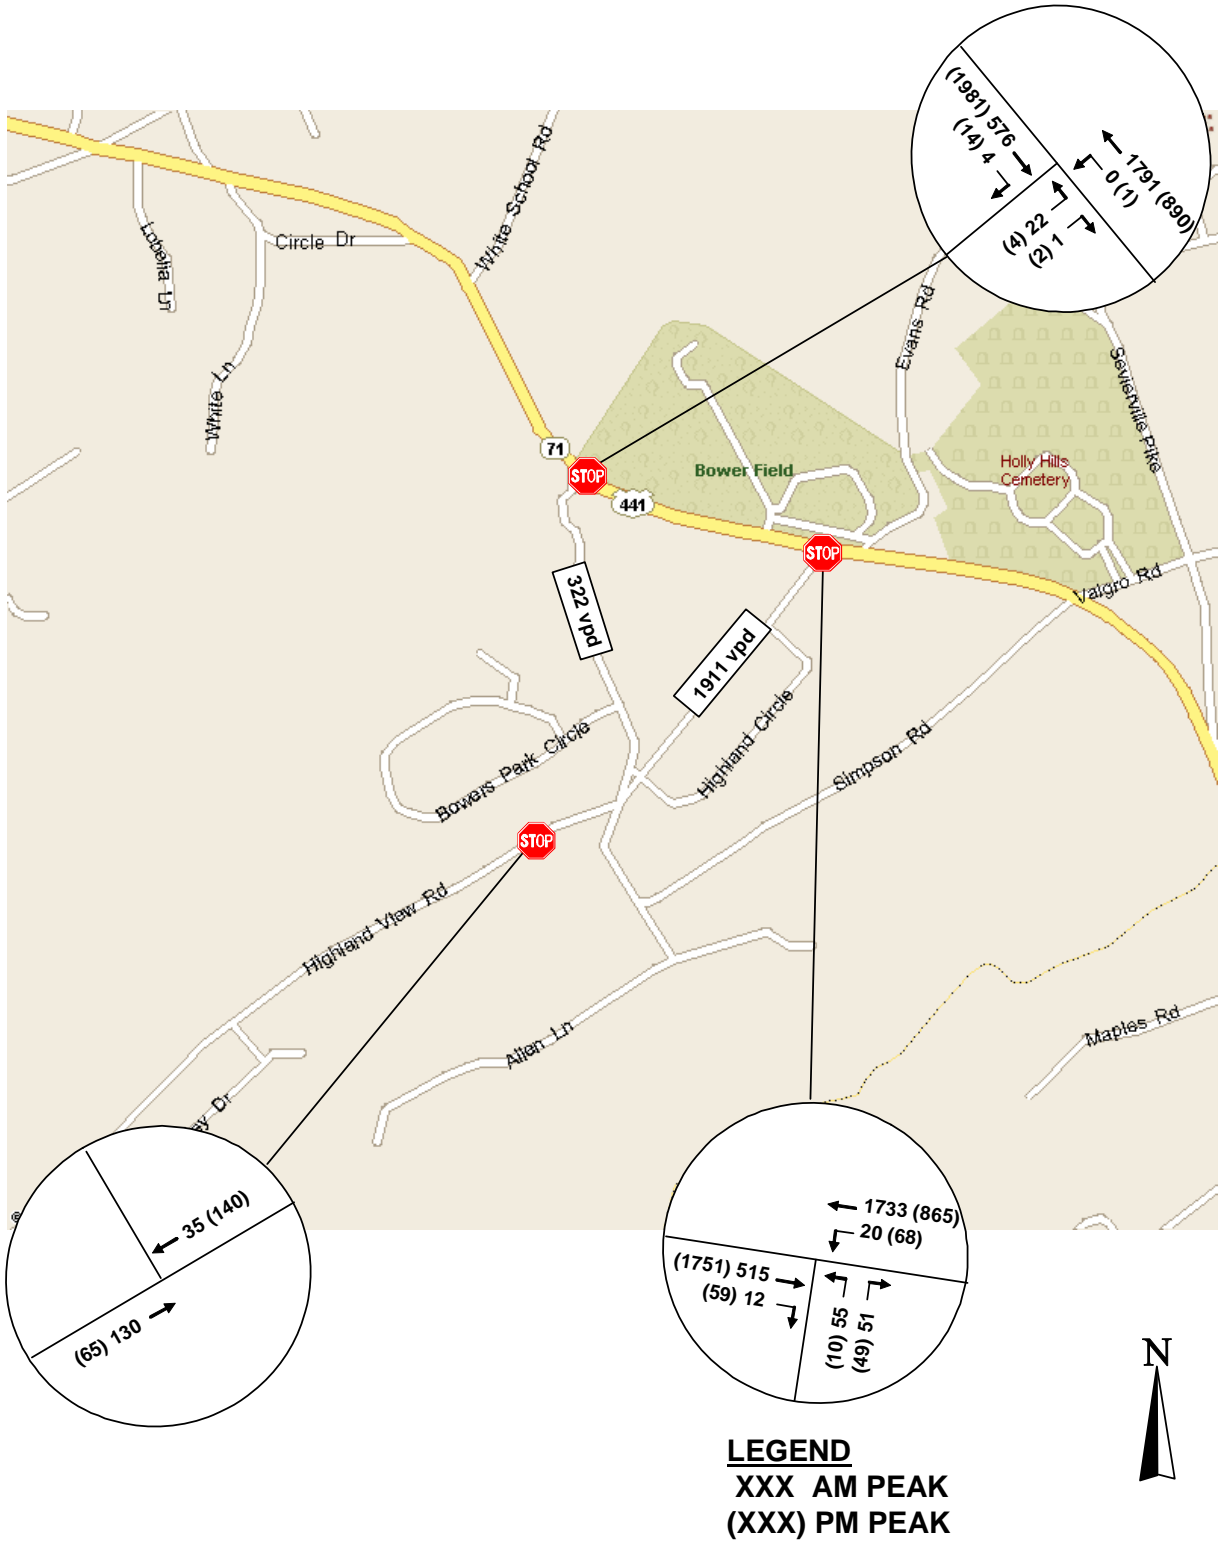 (1981) 576
(14) 4
1791 (890)
0 (1)
(4) 22
(2) 1
White School Rd
Lobelia Ln
Circle Dr
White Ln
Evans Rd
Sevierville Pike
71
STOP
441
Bower Field
Holly Hills
Cemetery
STOP
Valgro Rd
322 vpd
1911 vpd
Highland Circle
Bowers Park Circle
Simpson Rd
STOP
Highland View Rd
Allen Ln
Maples Rd
ey Dr
35 (140)
(65) 130
1733 (865)
20 (68)
(1751) 515
(59) 12
(10) 55
(49) 51
N
LEGEND
XXX AM PEAK
(XXX) PM PEAK